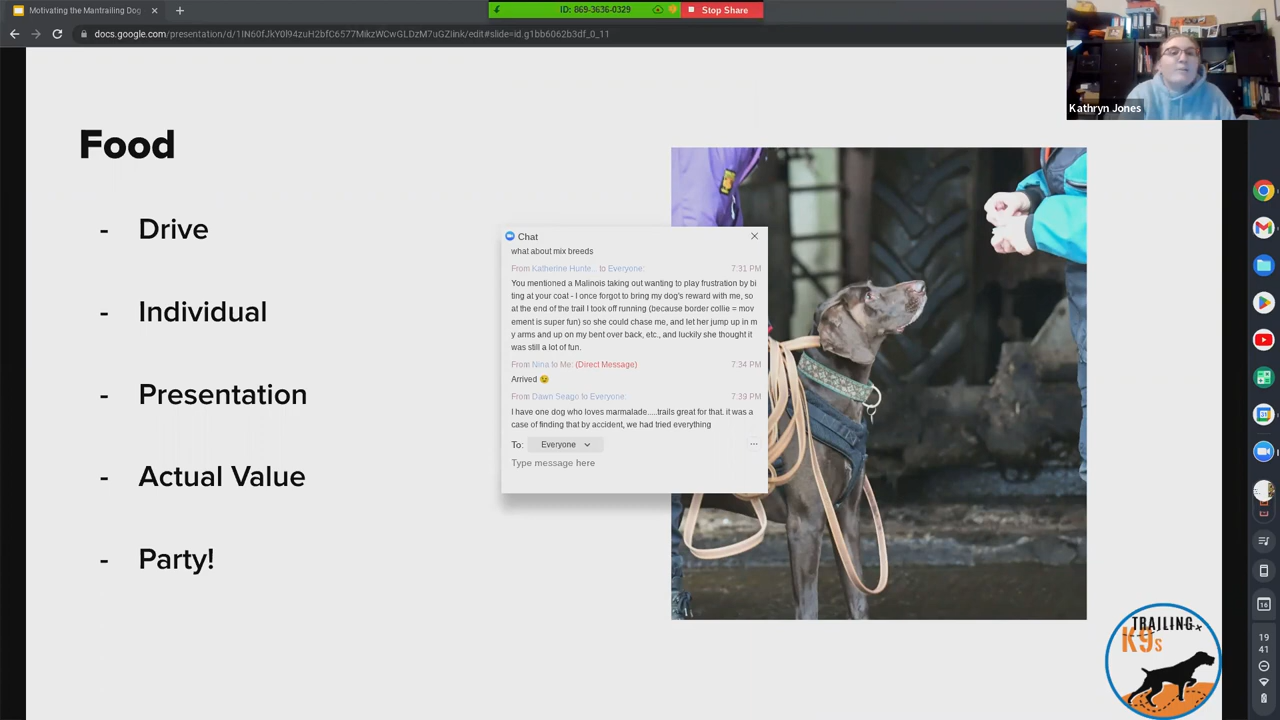 Motivating the Mantrailing Dog
ID: 869-3636-0329
Stop Share
docs.google.com/presentation/d/1IN60fJkY0l94zuH2bfC6577MikzWCwGLDzM7uGZiink/edit#slide=id.g1bb6062b3df_0_11
Kathryn Jones
Food
- Drive
- Individual
- Presentation
- Actual Value
- Party!
Chat
what about mix breeds
From Katherine Hunte... to Everyone: 7:31 PM
You mentioned a Malinois taking out wanting to play frustration by bi
ting at your coat - I once forgot to bring my dog's reward with me, so
at the end of the trail I took off running (because border collie = mov
ement is super fun) so she could chase me, and let her jump up in m
y arms and up on my bent over back, etc., and luckily she thought it
was still a lot of fun.
From Nina to Me: (Direct Message) 7:34 PM
Arrived 😉
From Dawn Seago to Everyone: 7:39 PM
I have one dog who loves marmalade.....trails great for that. it was a
case of finding that by accident, we had tried everything
To: Everyone
Type message here
TRAILING
K9s
16
19
41